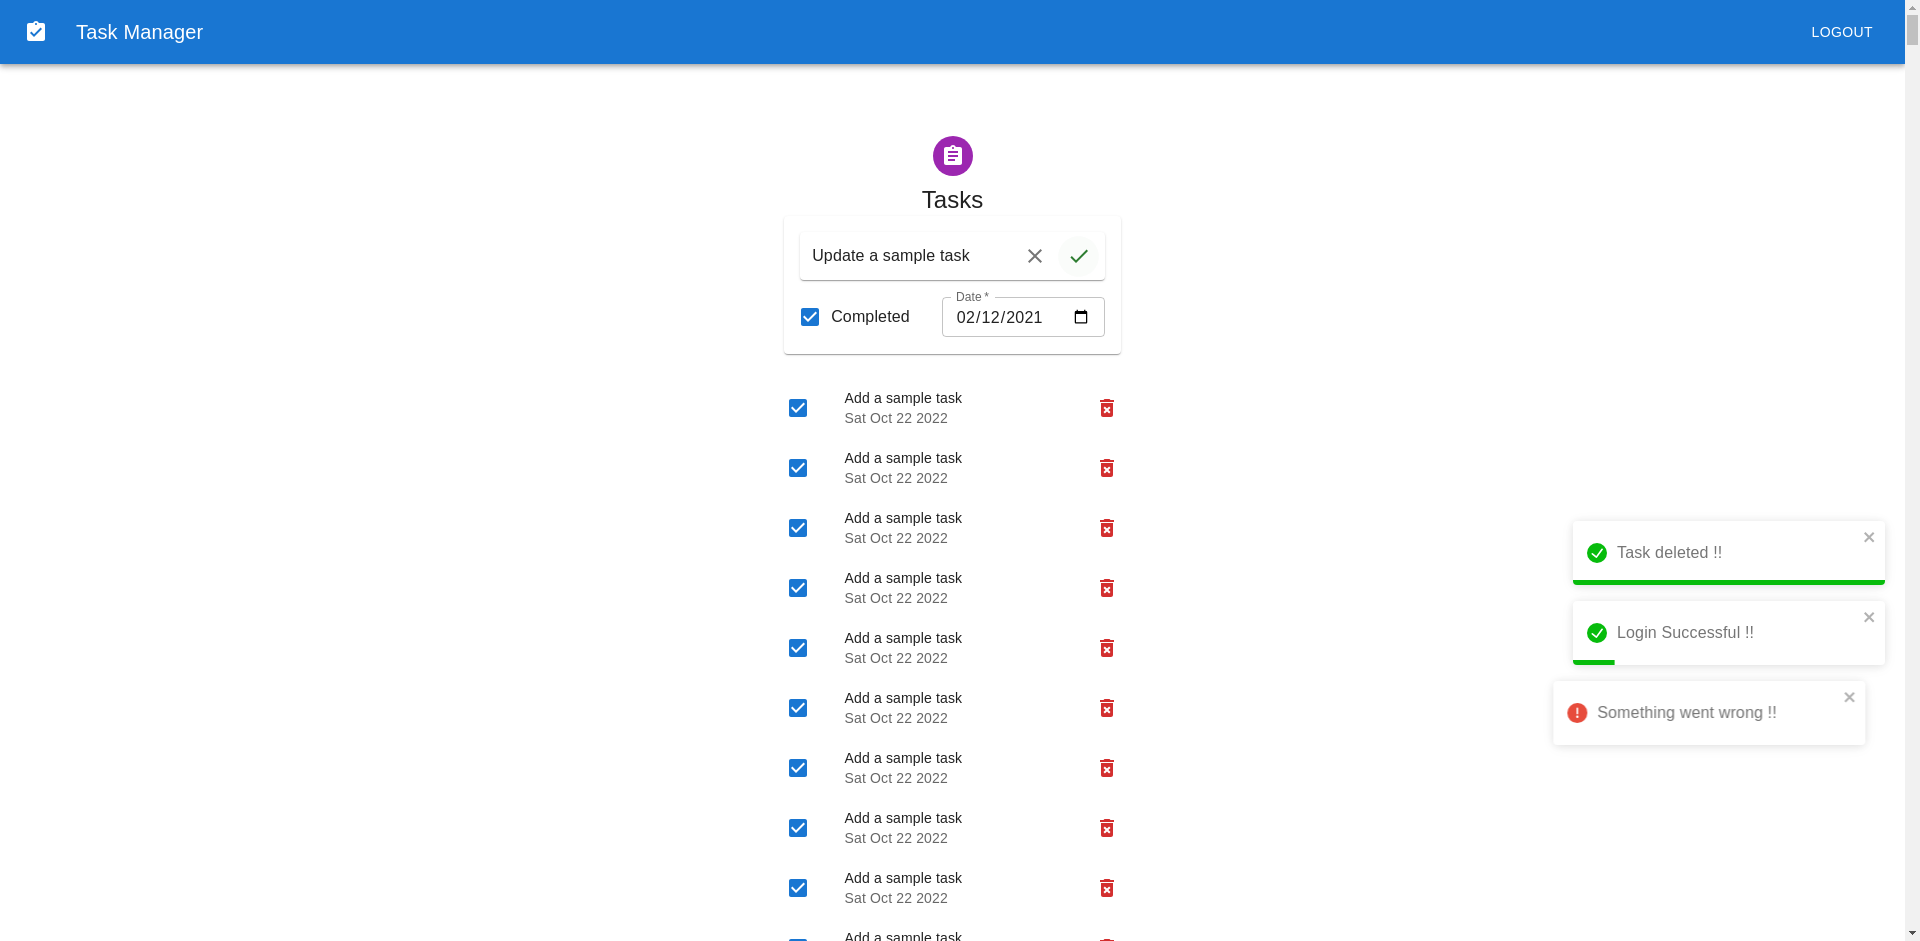 Task Manager
LOGOUT
Tasks
Update a sample task
Date *
Completed
02/12/2021
Add a sample task
Sat Oct 22 2022
Add a sample task
Sat Oct 22 2022
Add a sample task
Sat Oct 22 2022
Add a sample task
Sat Oct 22 2022
Add a sample task
Sat Oct 22 2022
Add a sample task
Sat Oct 22 2022
Add a sample task
Sat Oct 22 2022
Add a sample task
Sat Oct 22 2022
Add a sample task
Sat Oct 22 2022
Add a sample task
Task deleted !!
Login Successful !!
Something went wrong !!